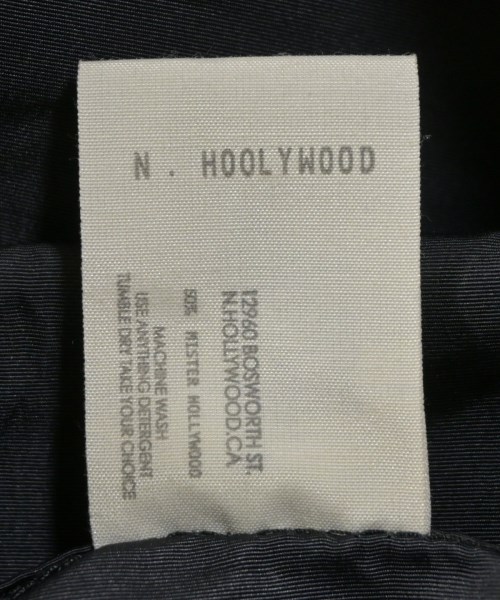 N. HOOLYWOOD
12960 BOSWORTH ST.
N.HOLLYWOOD.CA
50% MISTER HOLLYWOOD
MACHINE WASH
USE ANYTHING DETERGENT
TUMBLE DRY TAKE YOUR CHOICE